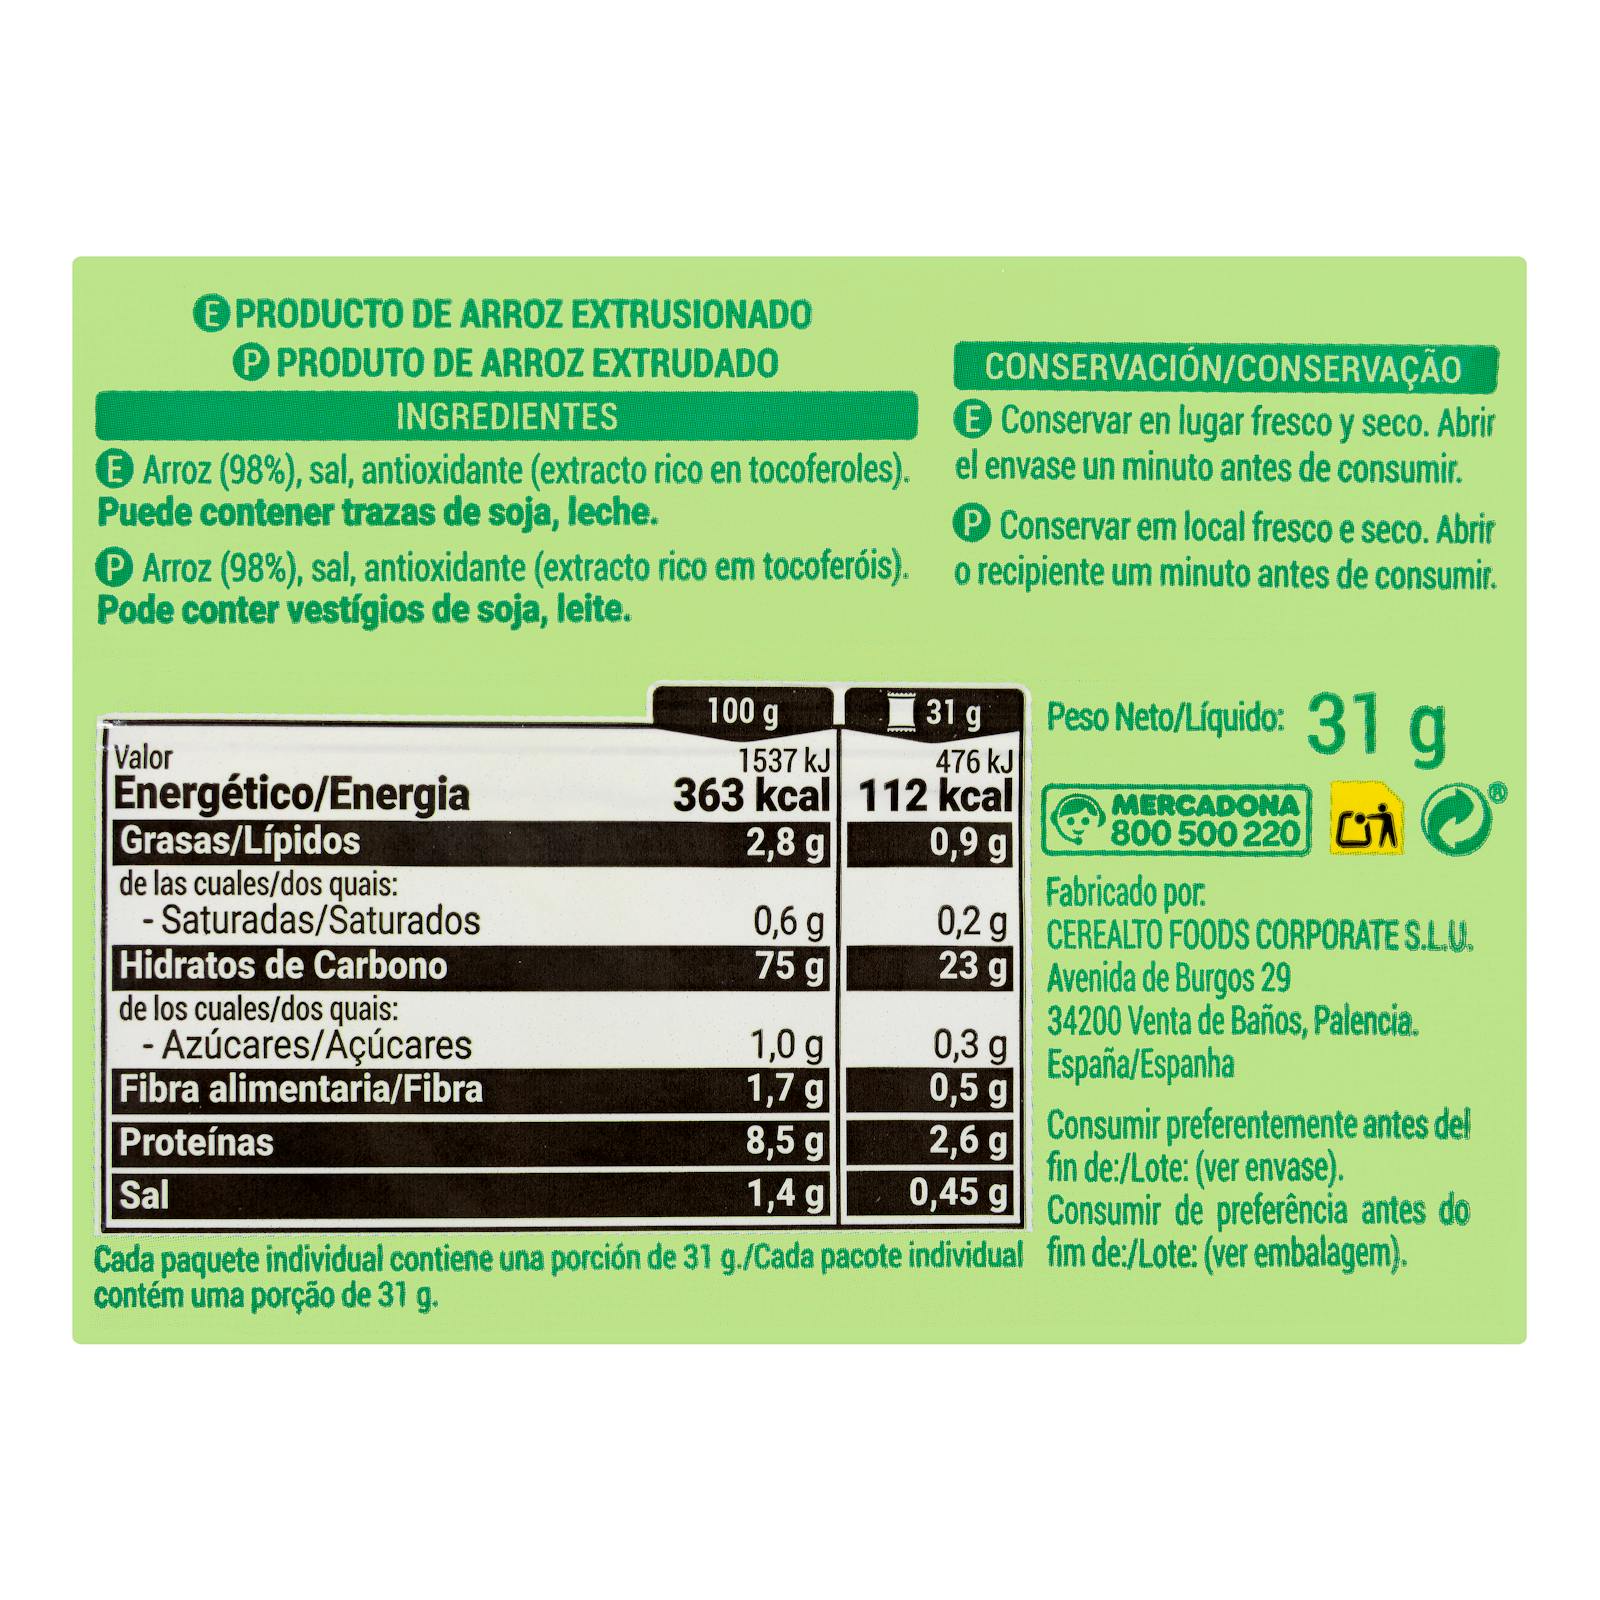 E PRODUCTO DE ARROZ EXTRUSIONADO
P PRODUTO DE ARROZ EXTRUDADO
INGREDIENTES
E Arroz (98%), sal, antioxidante (extracto rico en tocoferoles).
Puede contener trazas de soja, leche.
P Arroz (98%), sal, antioxidante (extracto rico em tocoferóis).
Pode conter vestígios de soja, leite.
CONSERVACIÓN/CONSERVAÇÃO
E Conservar en lugar fresco y seco. Abrir
el envase un minuto antes de consumir.
P Conservar em local fresco e seco. Abrir
o recipiente um minuto antes de consumir.
100 g 31 g
Valor 1537 kJ 476 kJ
Energético/Energia 363 kcal 112 kcal
Grasas/Lípidos 2,8 g 0,9 g
de las cuales/dos quais:
- Saturadas/Saturados 0,6 g 0,2 g
Hidratos de Carbono 75 g 23 g
de los cuales/dos quais:
- Azúcares/Açúcares 1,0 g 0,3 g
Fibra alimentaria/Fibra 1,7 g 0,5 g
Proteínas 8,5 g 2,6 g
Sal 1,4 g 0,45 g
Cada paquete individual contiene una porción de 31 g./Cada pacote individual
contém uma porção de 31 g.
Peso Neto/Líquido: 31 g
MERCADONA
800 500 220
®
Fabricado por:
CEREALTO FOODS CORPORATE S.L.U.
Avenida de Burgos 29
34200 Venta de Baños, Palencia.
España/Espanha
Consumir preferentemente antes del
fin de:/Lote: (ver envase).
Consumir de preferência antes do
fim de:/Lote: (ver embalagem).